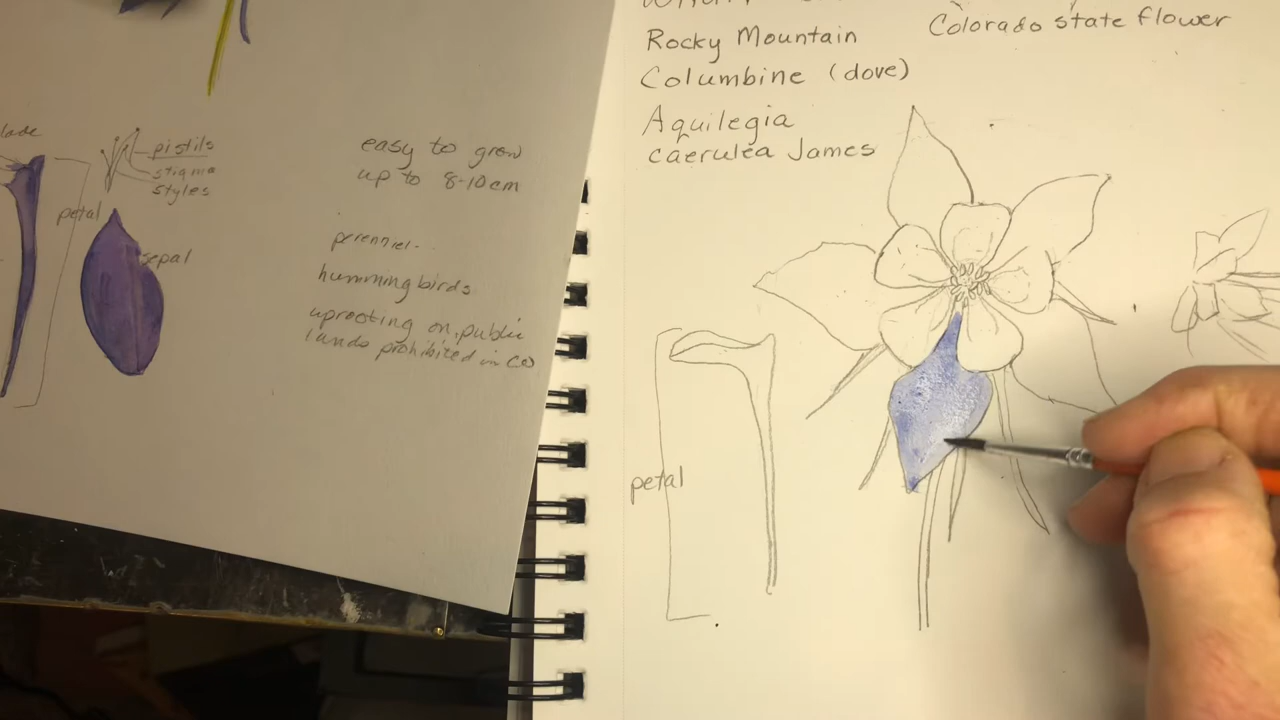 pistils
stigma
styles
petal
sepal
easy to grow
up to 8-10cm
perenniel.
hummingbirds
uprooting on public
lands prohibited in CO
Colorado state flower
Rocky Mountain
Columbine (dove)
Aquilegia
caerulea James
petal